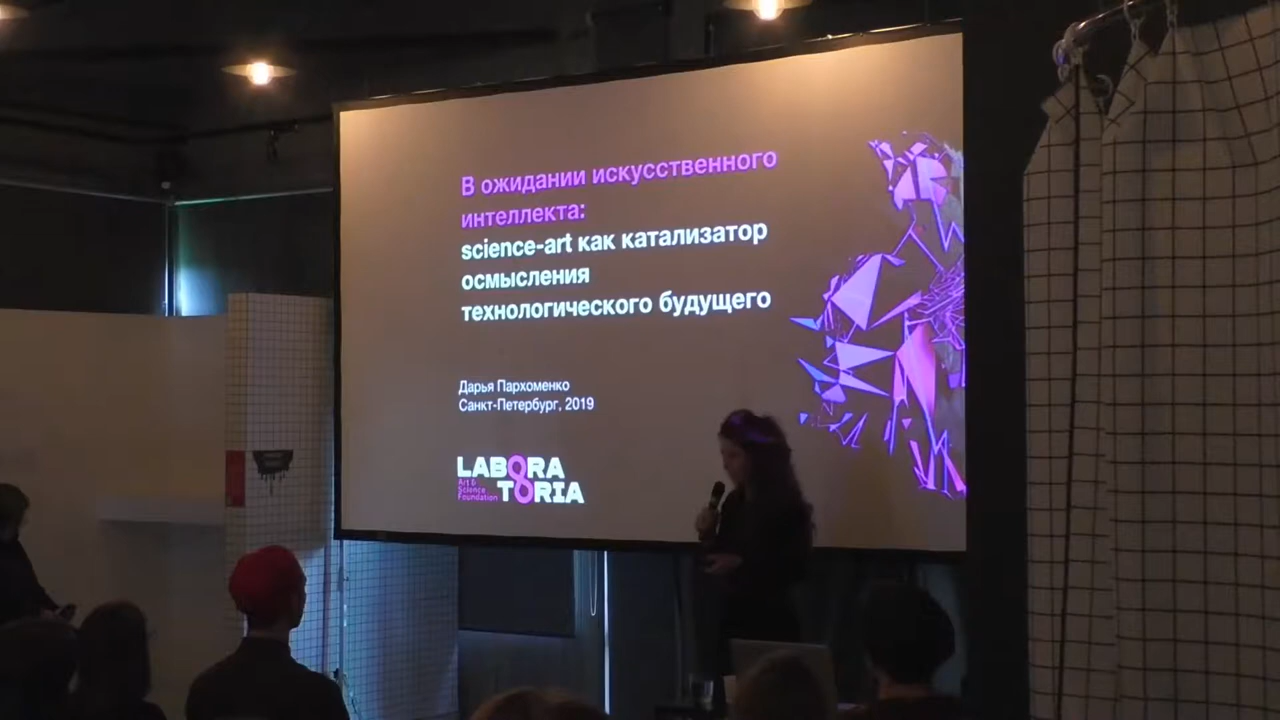 В ожидании искусственного
интеллекта:
science-art как катализатор
осмысления
технологического будущего
Дарья Пархоменко
Санкт-Петербург, 2019
LABORA
Art &
Science
Foundation
TORIA